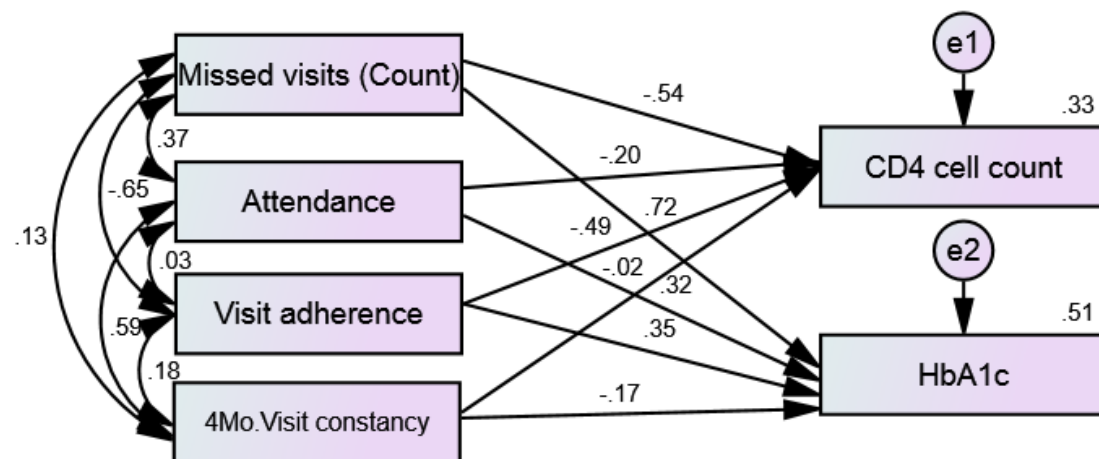 e1
Missed visits (Count)
-.54
.33
.37
-.20
CD4 cell count
Attendance
-.65
.72
-.49
.13
e2
.03
-.02
.32
Visit adherence
.51
.59
.35
.18
HbA1c
-.17
4Mo.Visit constancy